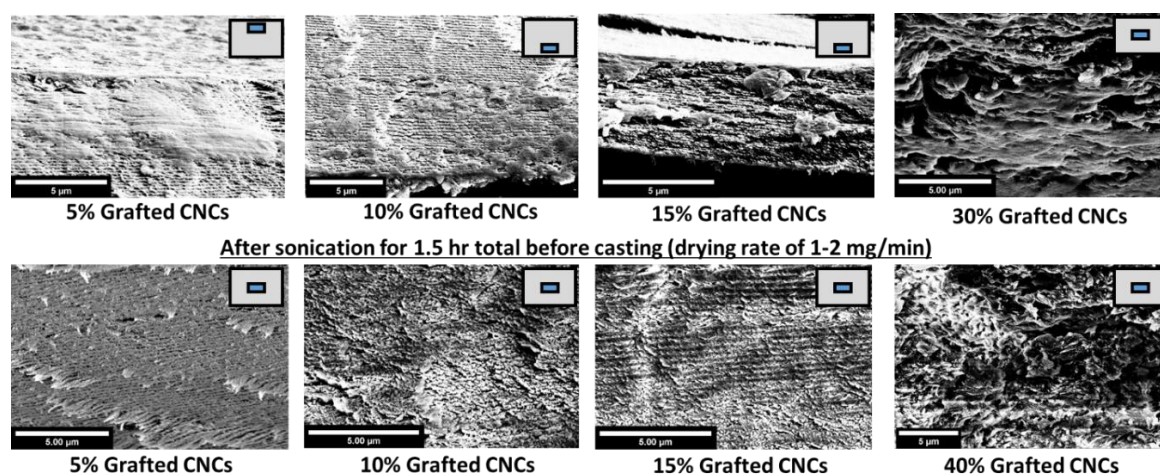 5 µm
5 µm
5 µm
5.00 µm
5% Grafted CNCs
10% Grafted CNCs
15% Grafted CNCs
30% Grafted CNCs
After sonication for 1.5 hr total before casting (drying rate of 1-2 mg/min)
5.00 µm
5.00 µm
5.00 µm
5 µm
5% Grafted CNCs
10% Grafted CNCs
15% Grafted CNCs
40% Grafted CNCs